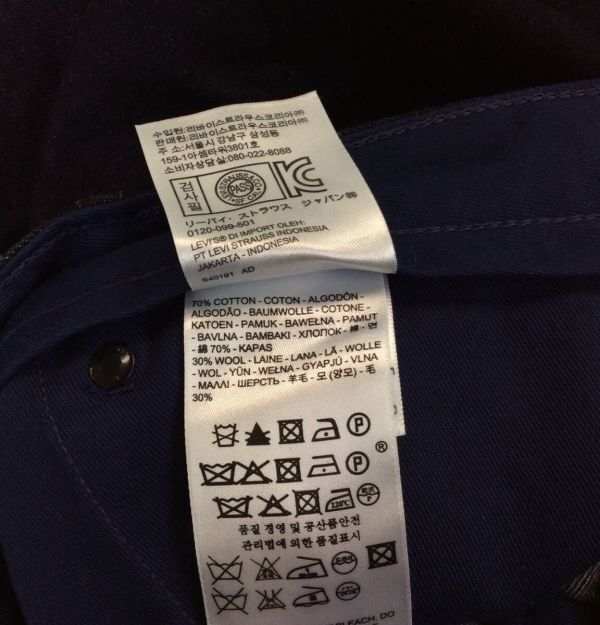 수입원:리바이스트라우스코리아㈜
판매원:리바이스트라우스코리아㈜
주 소:서울시 강남구 삼성동
159-1아셈타워3801호
소비자상담실:080-022-8088
검사필
LEVI STRAUSS & CO
PASS
SF CA
リーバイ・ストラウス ジャパン㈱
0120-099-501
LEVI'S® DI IMPORT OLEH:
PT LEVI STRAUSS INDONESIA
JAKARTA - INDONESIA
S40191 AD
70% COTTON - COTON - ALGODÓN -
ALGODÃO - BAUMWOLLE - COTONE -
KATOEN - PAMUK - BAWEŁNA - PAMUT
- BAVLNA - BAMBAKI - ХЛОПОК - 綿 - 면
- 綿 70% - KAPAS
30% WOOL - LAINE - LANA - LÃ - WOLLE
- WOL - YÜN - WEŁNA - GYAPJÚ - VLNA
- ΜΑΛΛΙ - ШЕРСТЬ - 羊毛 - 모 (양모) - 毛
30%
P
P
®
120℃
P
품질 경영 및 공산품안전
관리법에 의한 품질표시
BLEACH. DO